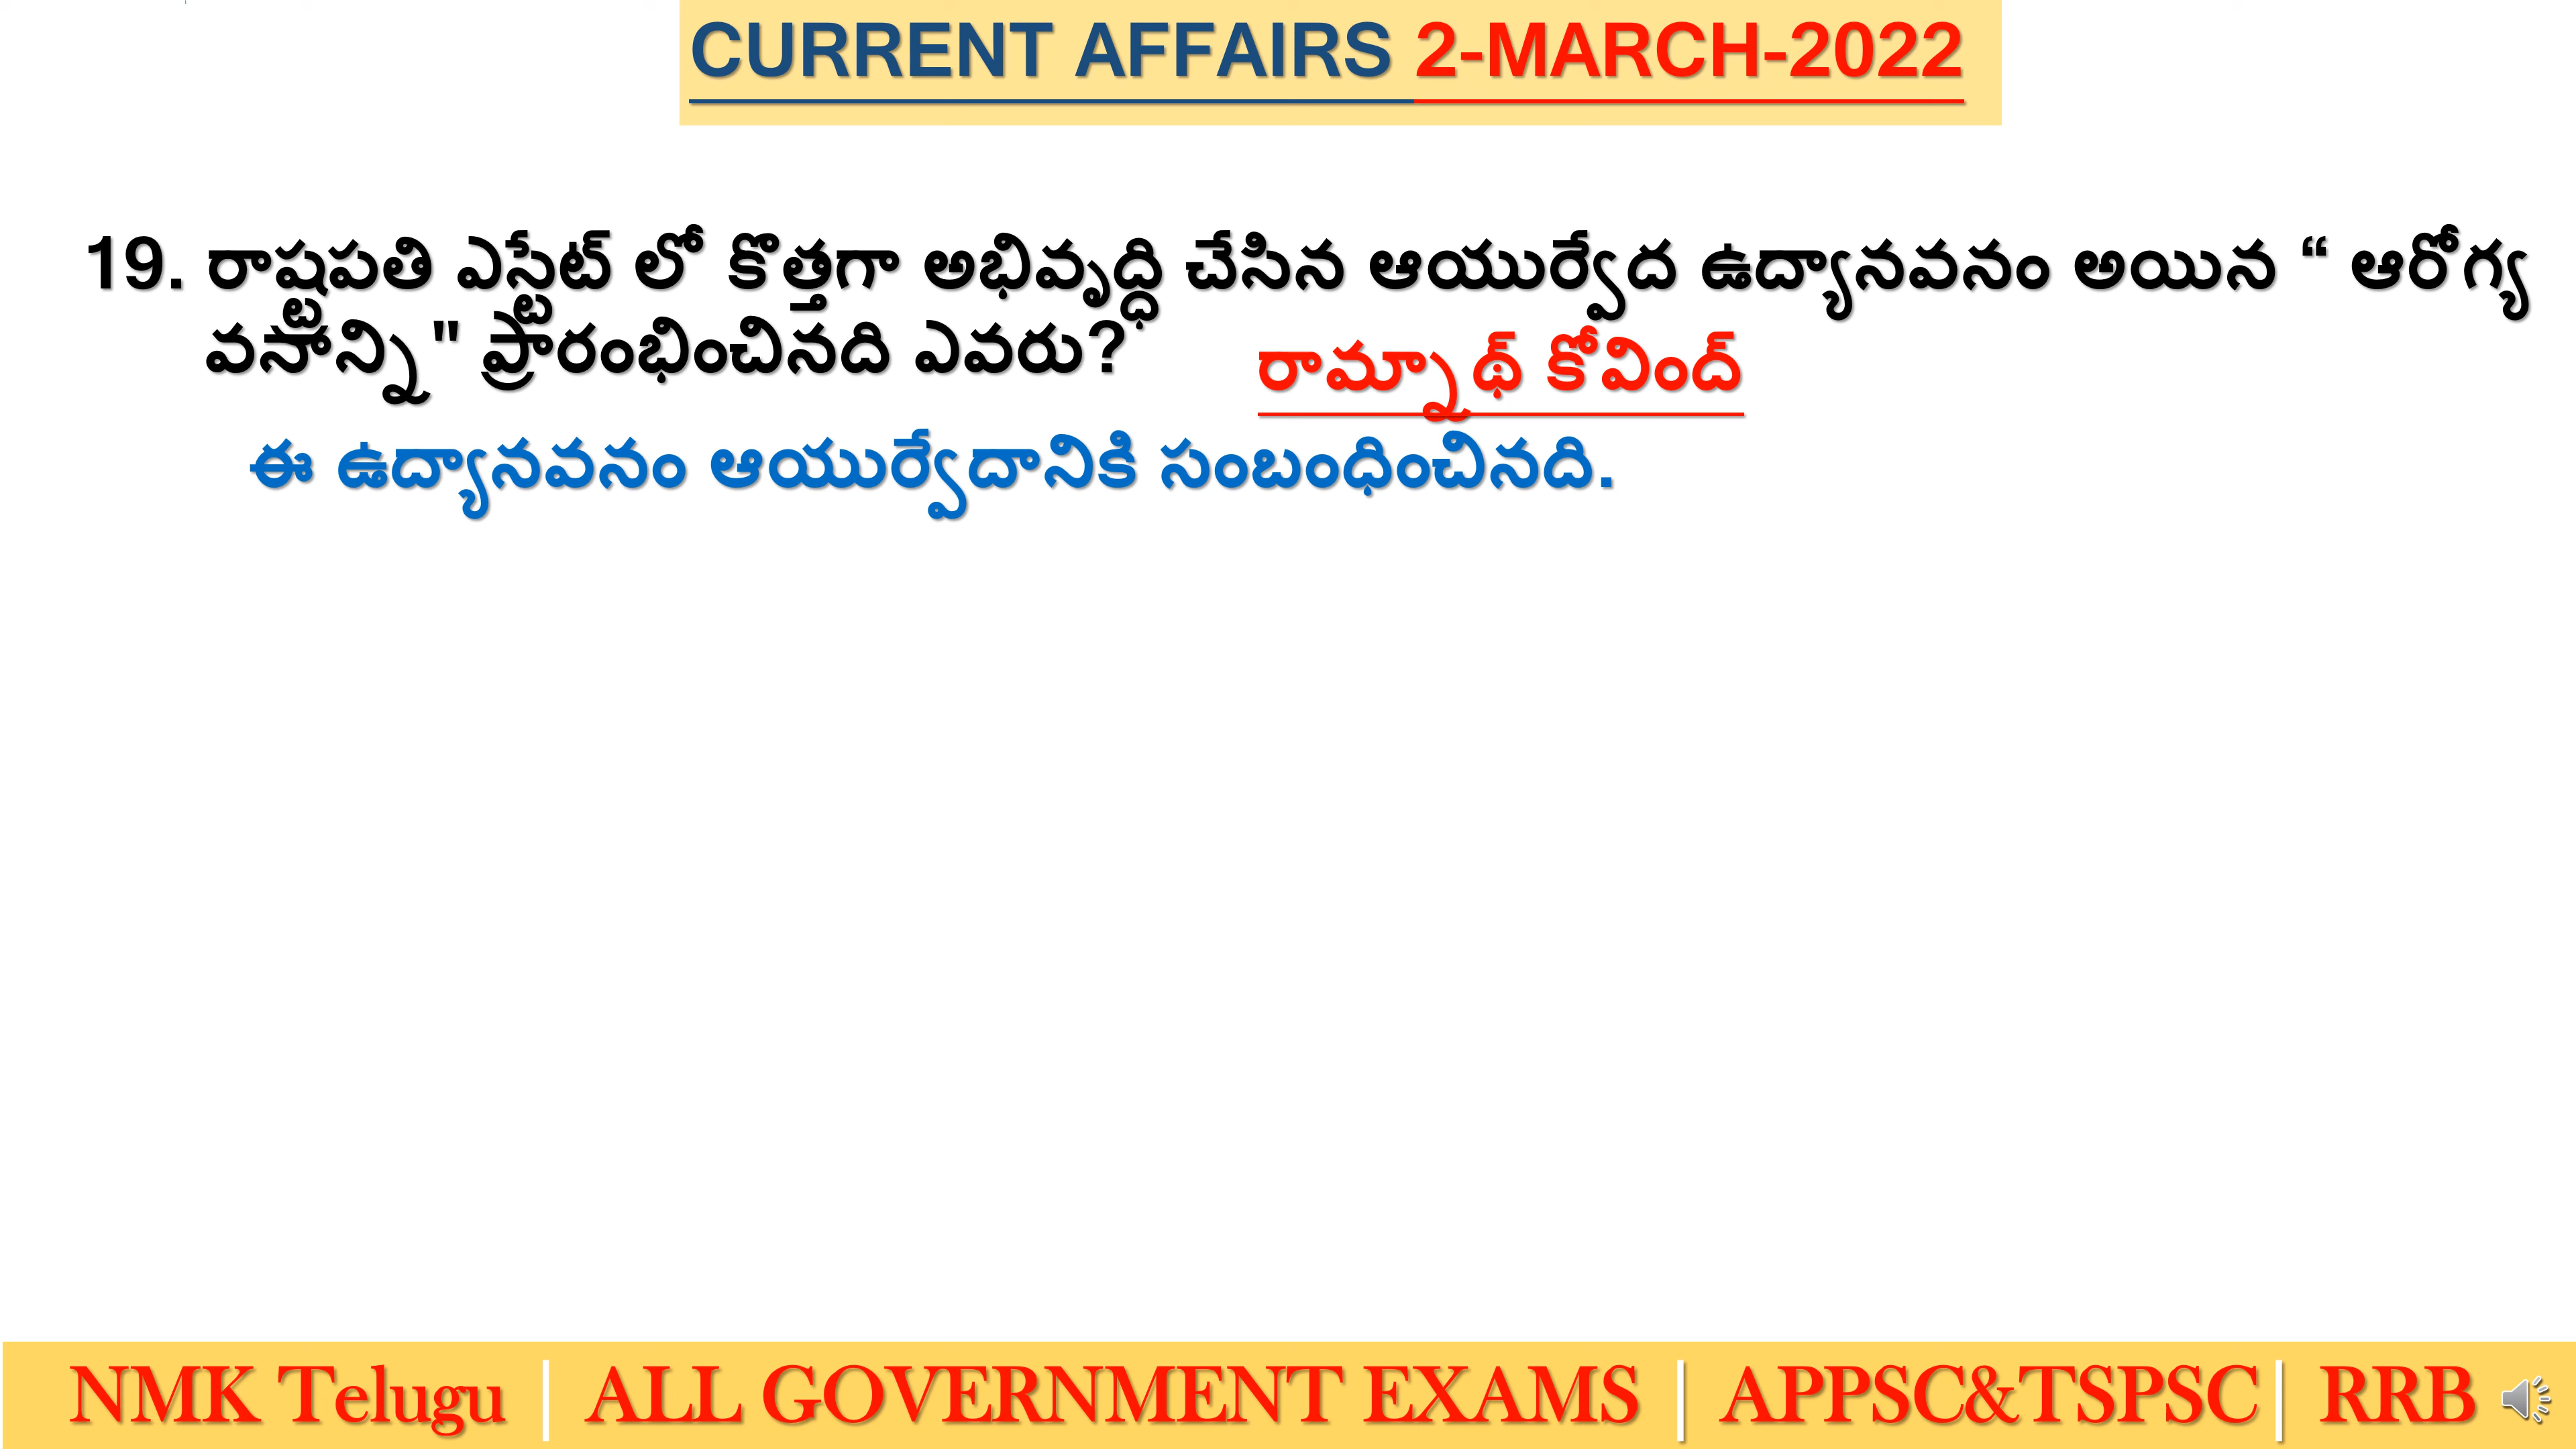 CURRENT AFFAIRS 2-MARCH-2022
19. రాష్ట్రపతి ఎస్టేట్ లో కొత్తగా అభివృద్ధి చేసిన ఆయుర్వేద ఉద్యానవనం అయిన “ ఆరోగ్య
వనాన్ని" ప్రారంభించినది ఎవరు?
రామ్నాథ్ కోవింద్
ఈ ఉద్యానవనం ఆయుర్వేదానికి సంబంధించినది.
NMK Telugu | ALL GOVERNMENT EXAMS | APPSC&TSPSC| RRB